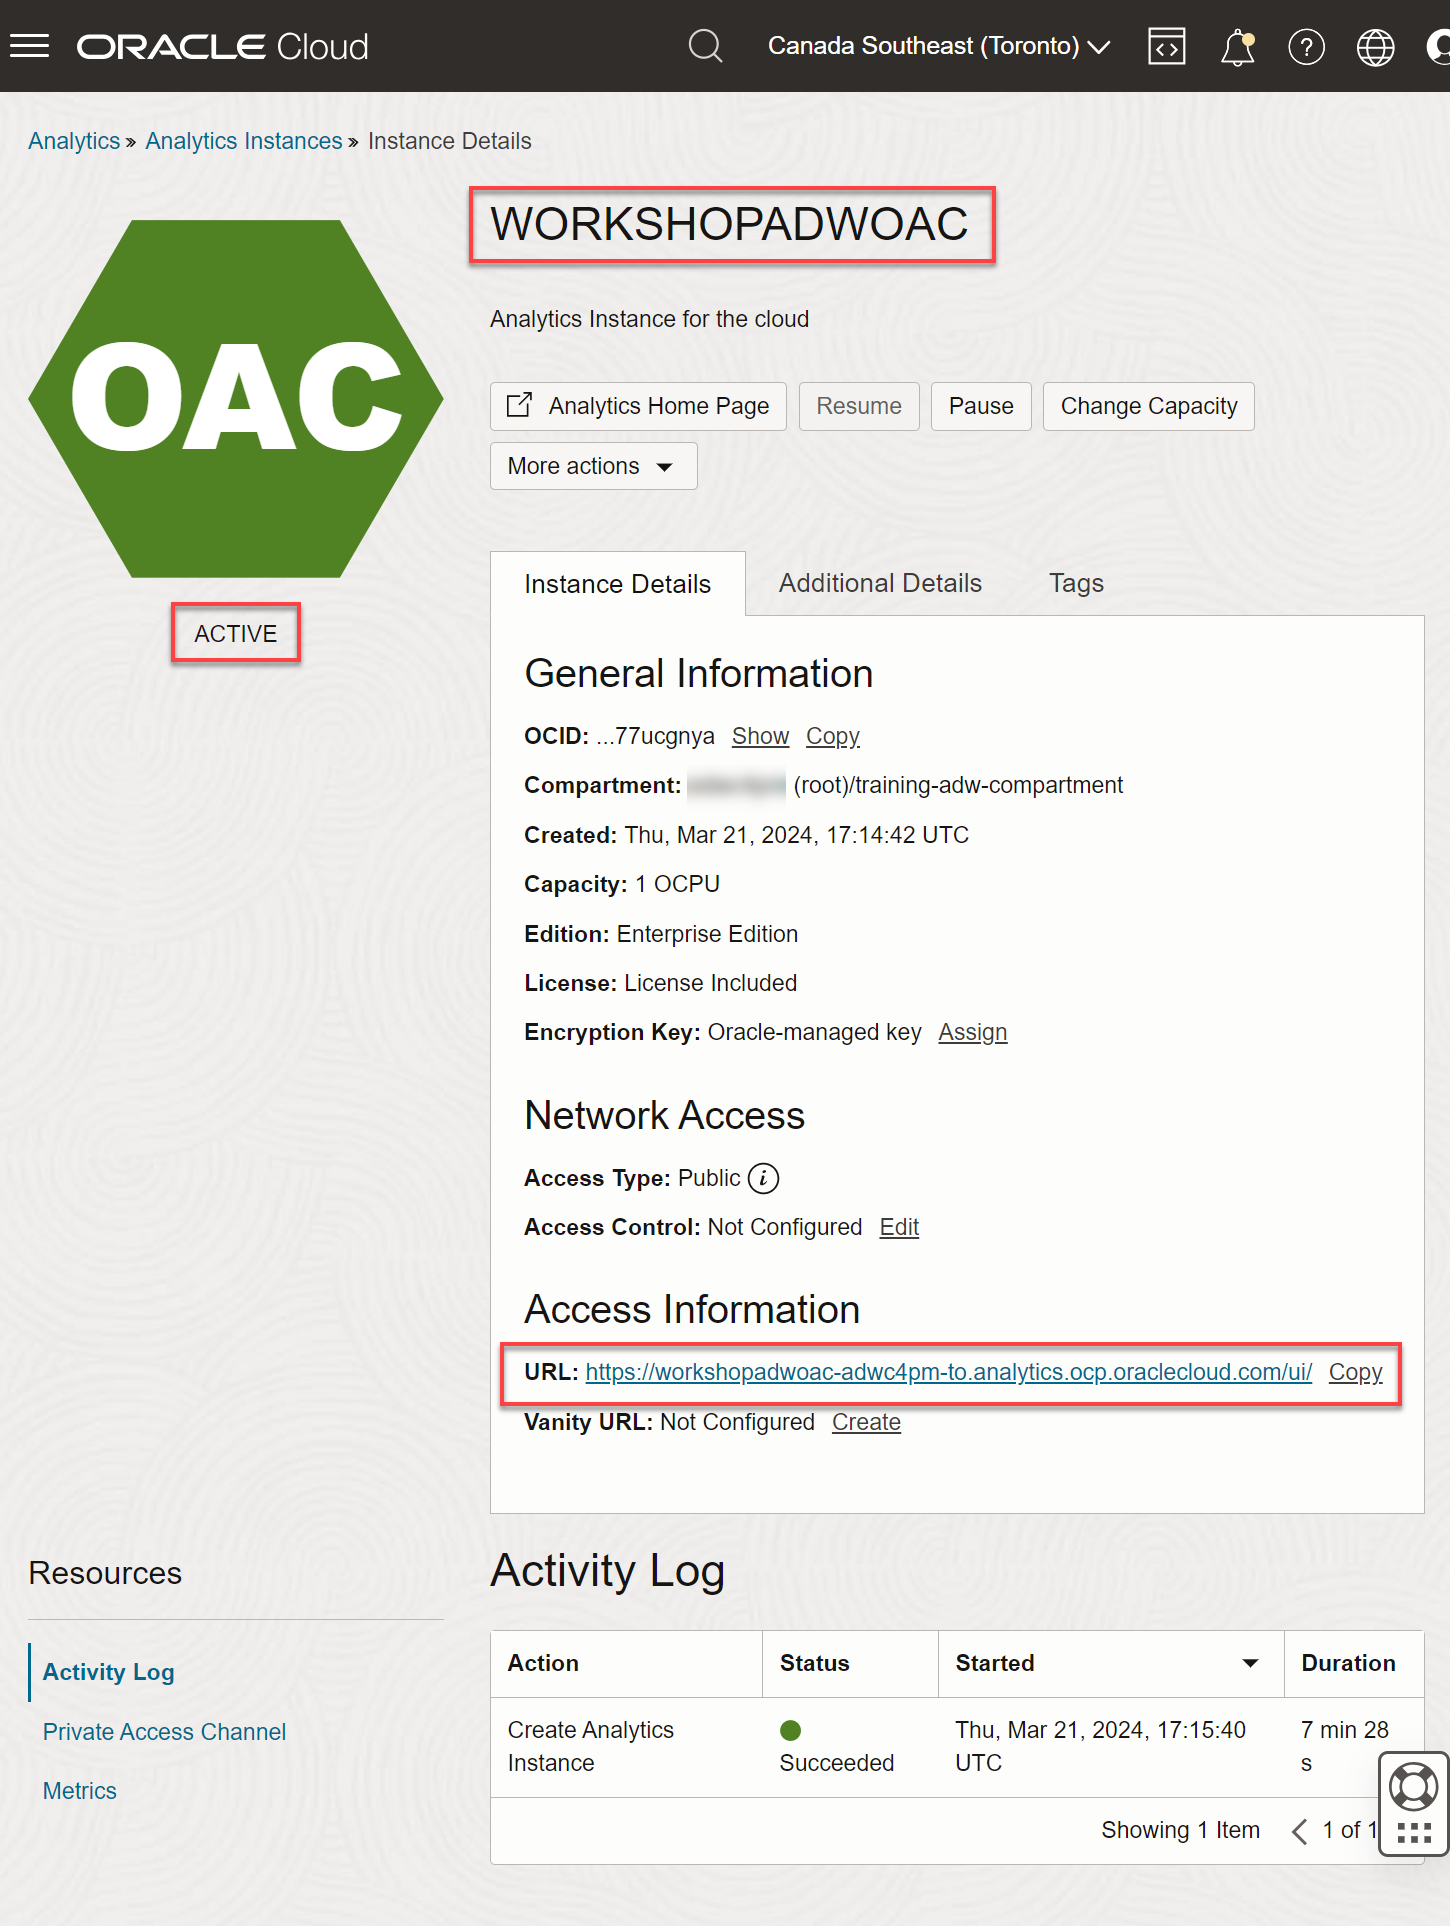 ORACLE Cloud
Canada Southeast (Toronto)
Analytics » Analytics Instances » Instance Details
OAC
ACTIVE
WORKSHOPADWOAC
Analytics Instance for the cloud
Analytics Home Page Resume Pause Change Capacity
More actions
Instance Details Additional Details Tags
General Information
OCID: ...77ucgnya Show Copy
Compartment: (root)/training-adw-compartment
Created: Thu, Mar 21, 2024, 17:14:42 UTC
Capacity: 1 OCPU
Edition: Enterprise Edition
License: License Included
Encryption Key: Oracle-managed key Assign
Network Access
Access Type: Public
Access Control: Not Configured Edit
Access Information
URL: https://workshopadwoac-adwc4pm-to.analytics.ocp.oraclecloud.com/ui/ Copy
Vanity URL: Not Configured Create
Resources
Activity Log
Private Access Channel
Metrics
Activity Log
Action Status Started Duration
Create Analytics Instance Succeeded Thu, Mar 21, 2024, 17:15:40 UTC 7 min 28 s
Showing 1 Item 1 of 1